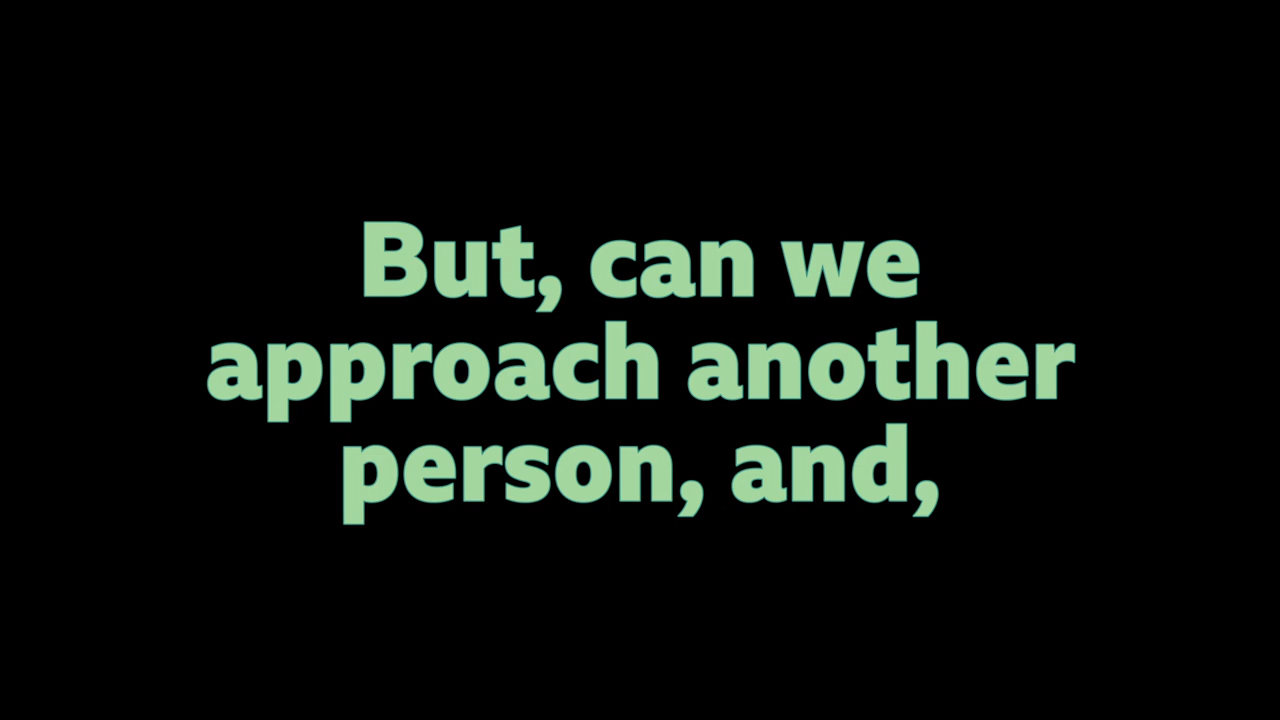 But, can we
approach another
person, and,